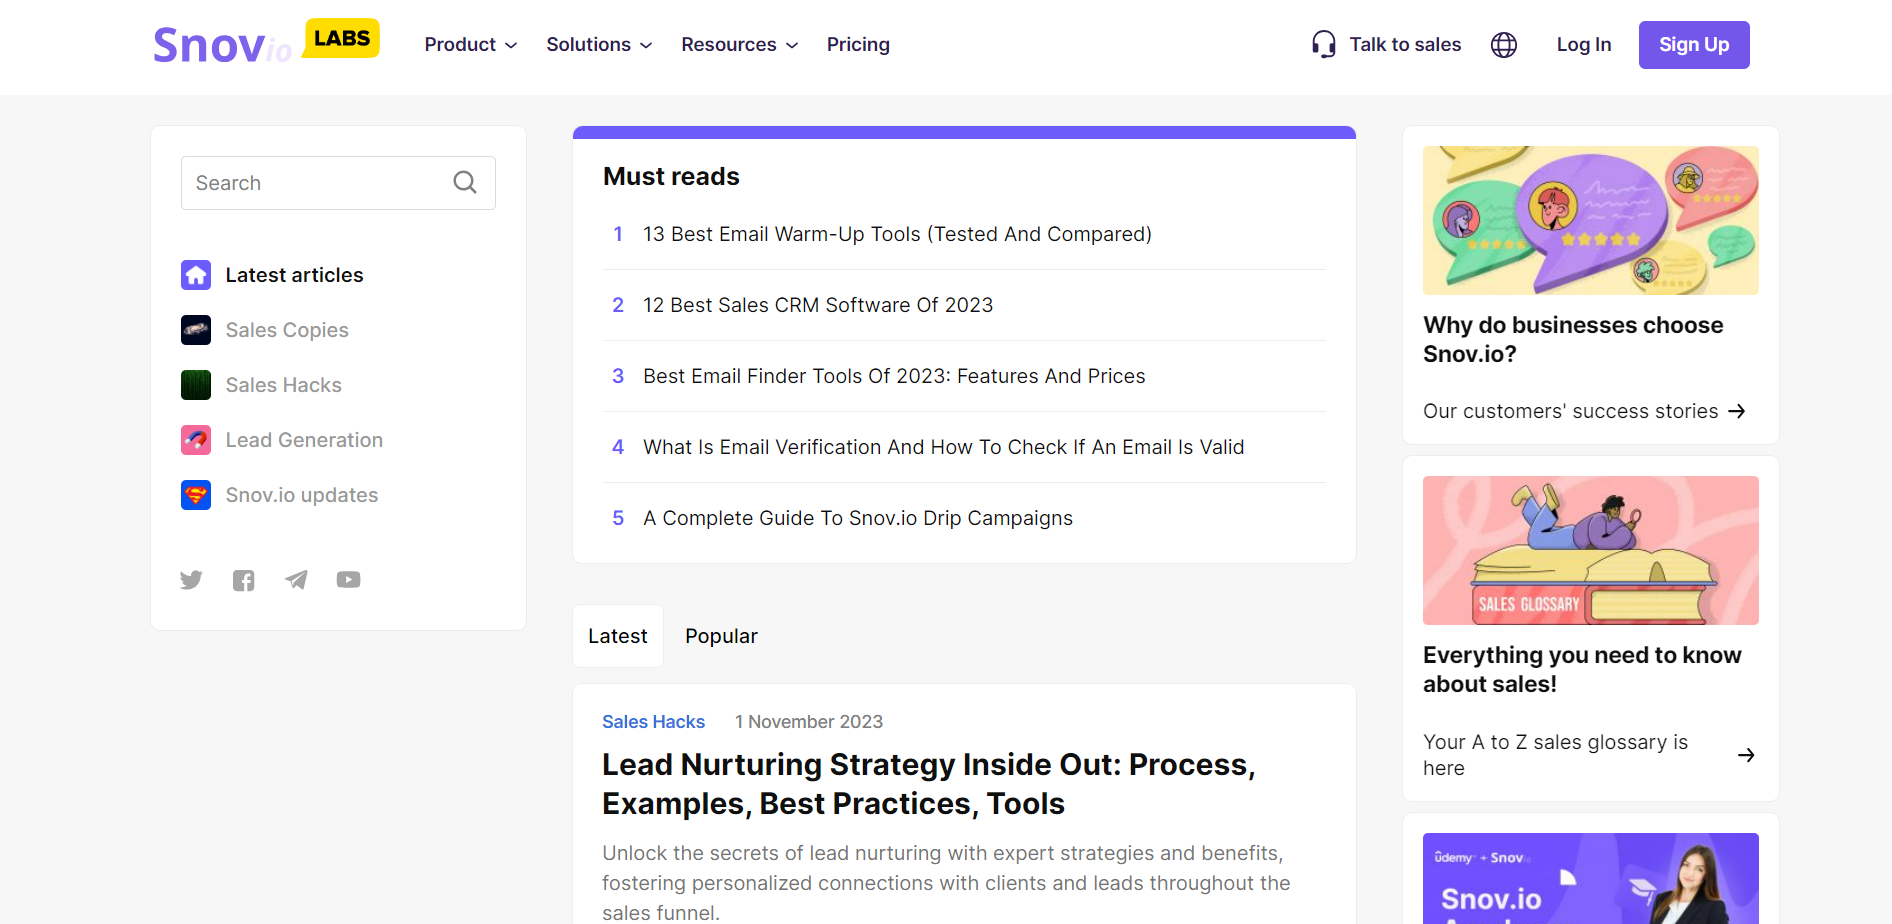 Snovio LABS
Product
Solutions
Resources
Pricing
Talk to sales
Log In
Sign Up
Search
Latest articles
Sales Copies
Sales Hacks
Lead Generation
Snov.io updates
Must reads
1 13 Best Email Warm-Up Tools (Tested And Compared)
2 12 Best Sales CRM Software Of 2023
3 Best Email Finder Tools Of 2023: Features And Prices
4 What Is Email Verification And How To Check If An Email Is Valid
5 A Complete Guide To Snov.io Drip Campaigns
Latest
Popular
Sales Hacks 1 November 2023
Lead Nurturing Strategy Inside Out: Process,
Examples, Best Practices, Tools
Unlock the secrets of lead nurturing with expert strategies and benefits,
fostering personalized connections with clients and leads throughout the
sales funnel.
Why do businesses choose
Snov.io?
Our customers' success stories
SALES GLOSSARY
Everything you need to know
about sales!
Your A to Z sales glossary is
here
ûdemy + Snovio
Snov.io